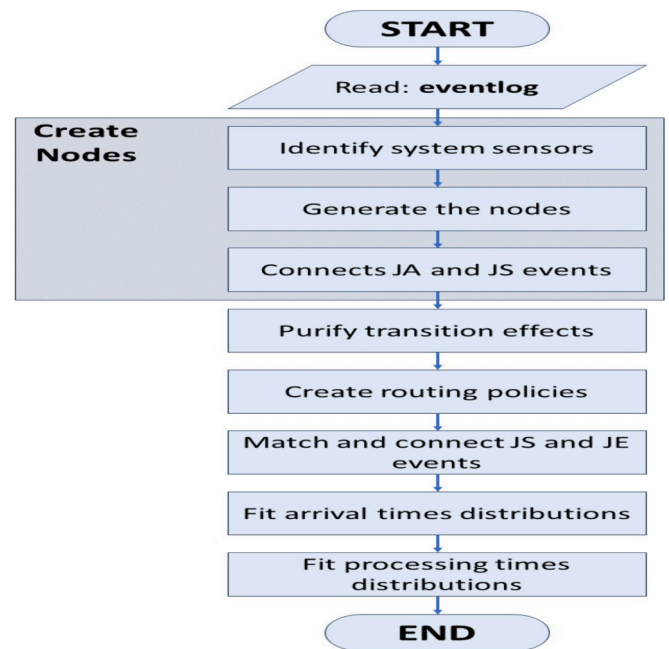 START
Read: eventlog
Create
Nodes
Identify system sensors
Generate the nodes
Connects JA and JS events
Purify transition effects
Create routing policies
Match and connect JS and JE
events
Fit arrival times distributions
Fit processing times
distributions
END